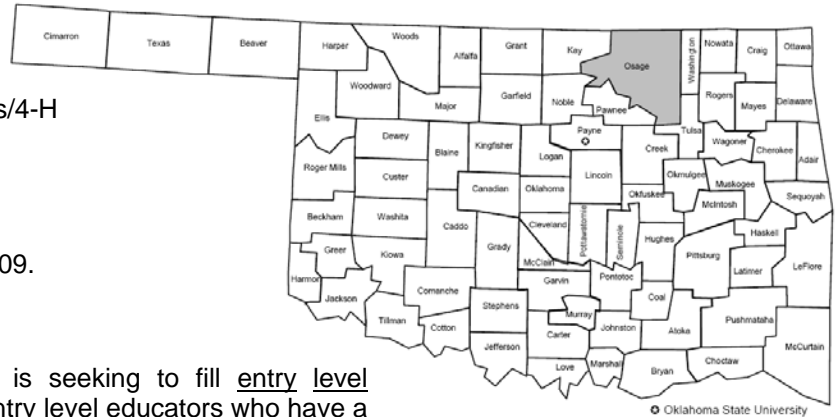 Cimarron
Texas
Beaver
Harper
Woods
Alfalfa
Grant
Kay
Osage
Washington
Nowata
Craig
Ottawa
s/4-H
Ellis
Woodward
Major
Garfield
Noble
Pawnee
Rogers
Mayes
Delaware
Roger Mills
Dewey
Custer
Blaine
Kingfisher
Logan
Payne
Creek
Tulsa
Wagoner
Cherokee
Adair
Canadian
Oklahoma
Lincoln
Okfuskee
Okmulgee
Muskogee
McIntosh
Sequoyah
Beckham
Washita
Caddo
Grady
Cleveland
Pottawatomie
Seminole
Hughes
Pittsburg
Haskell
LeFlore
09.
Greer
Kiowa
McClain
Garvin
Pontotoc
Coal
Latimer
Harmon
Jackson
Comanche
Stephens
Murray
Johnston
Atoka
Pushmataha
McCurtain
Tillman
Cotton
Jefferson
Carter
Love
Marshall
Bryan
Choctaw
is seeking to fill entry level
ntry level educators who have a
Oklahoma State University